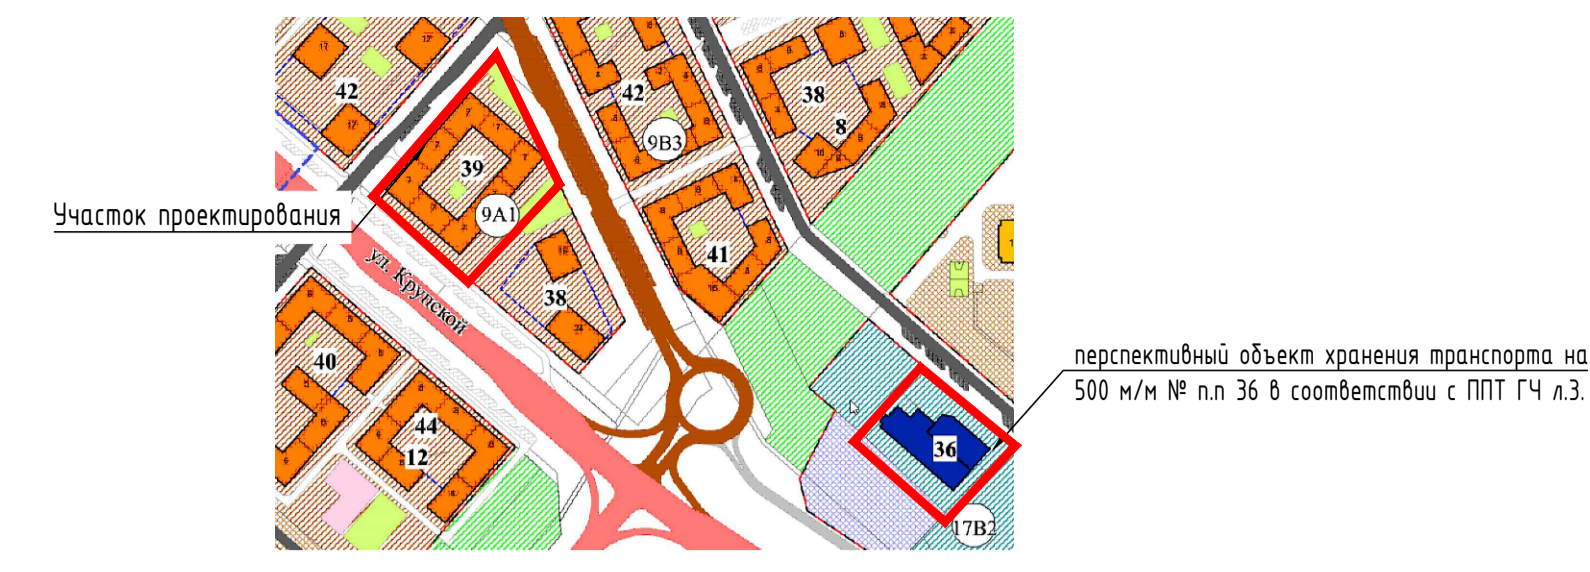 42
42
38
8
9В3
39
9А1
Участок проектирования
41
38
ул. Крупской
40
44
12
перспективный объект хранения транспорта на
500 м/м № п.п 36 в соответствии с ППТ ГЧ л.3.
36
17В2